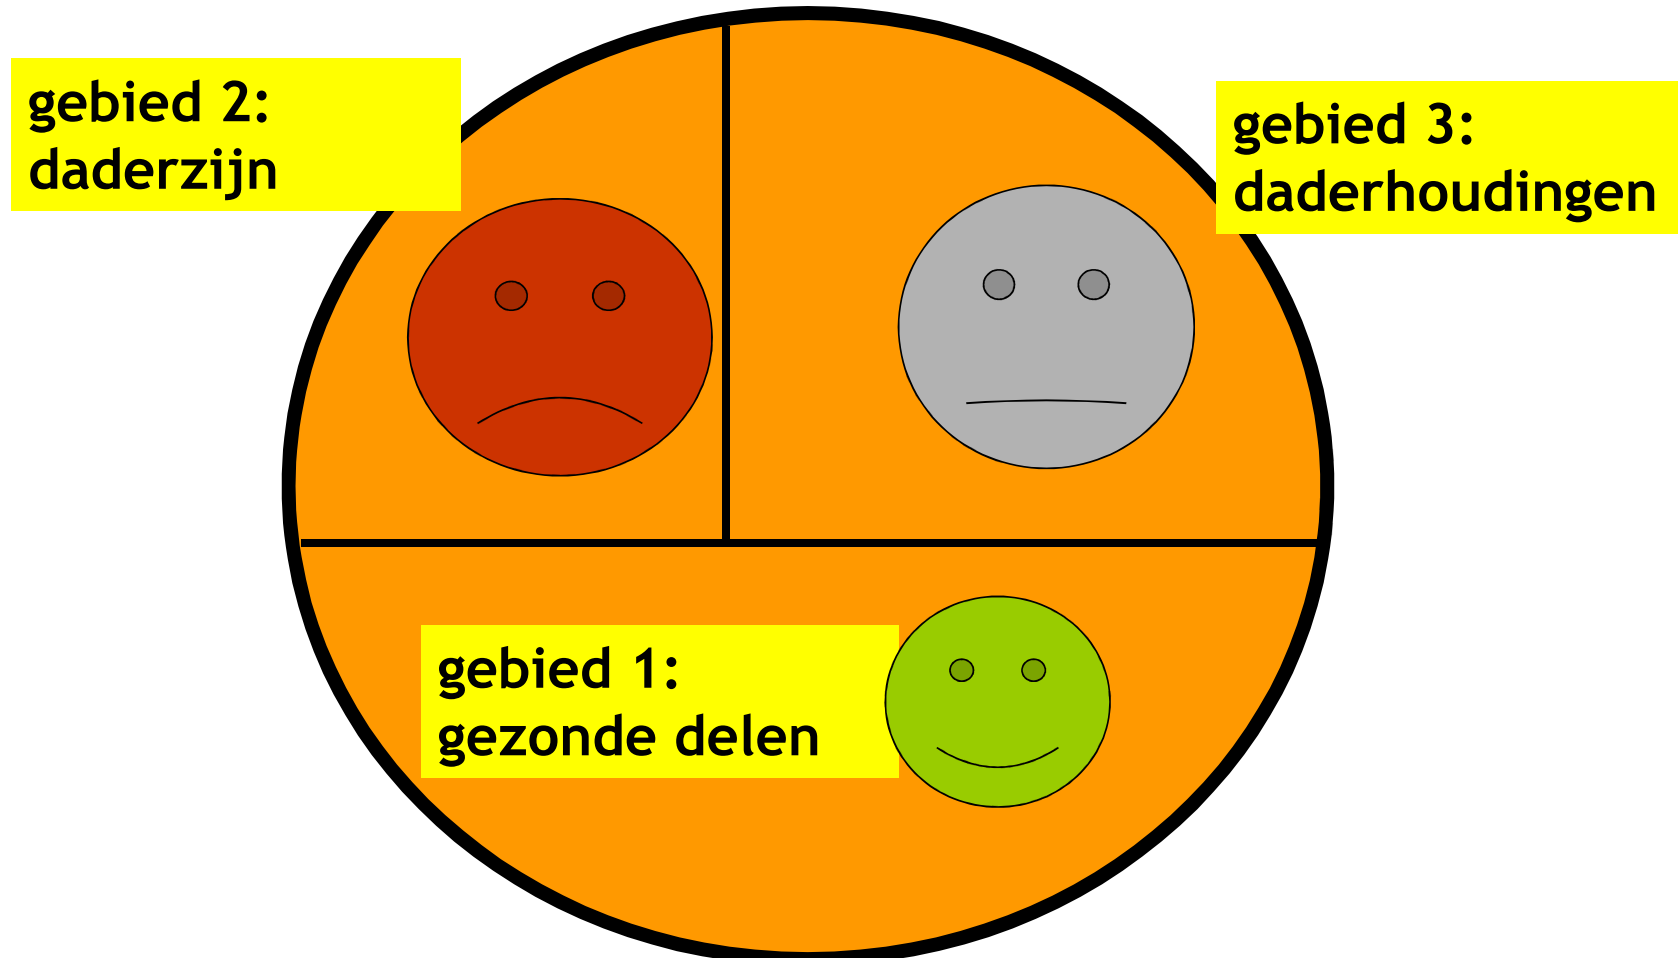 gebied 2:
daderzijn
gebied 3:
daderhoudingen
gebied 1:
gezonde delen